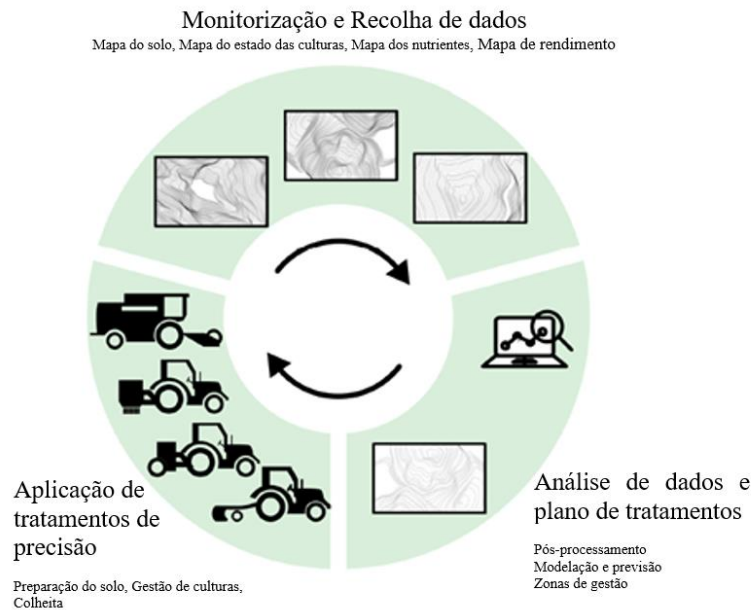 Monitorização e Recolha de dados
Mapa do solo, Mapa do estado das culturas, Mapa dos nutrientes, Mapa de rendimento
Aplicação de
tratamentos de
precisão
Preparação do solo, Gestão de culturas,
Colheita
Análise de dados e
plano de tratamentos
Pós-processamento
Modelação e previsão
Zonas de gestão